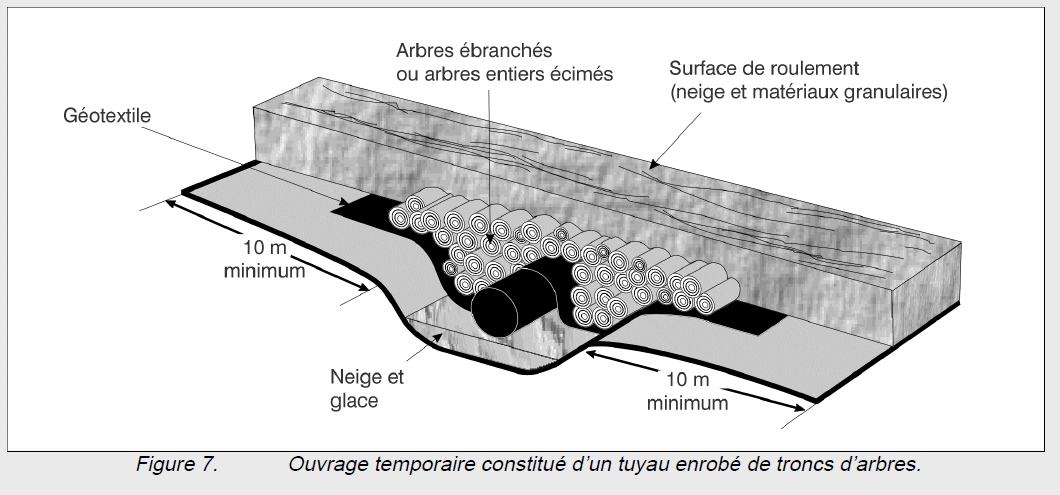 Arbres ébranchés
ou arbres entiers écimés
Surface de roulement
(neige et matériaux granulaires)
Géotextile
10 m
minimum
Neige et
glace
10 m
minimum
Figure 7. Ouvrage temporaire constitué d'un tuyau enrobé de troncs d'arbres.